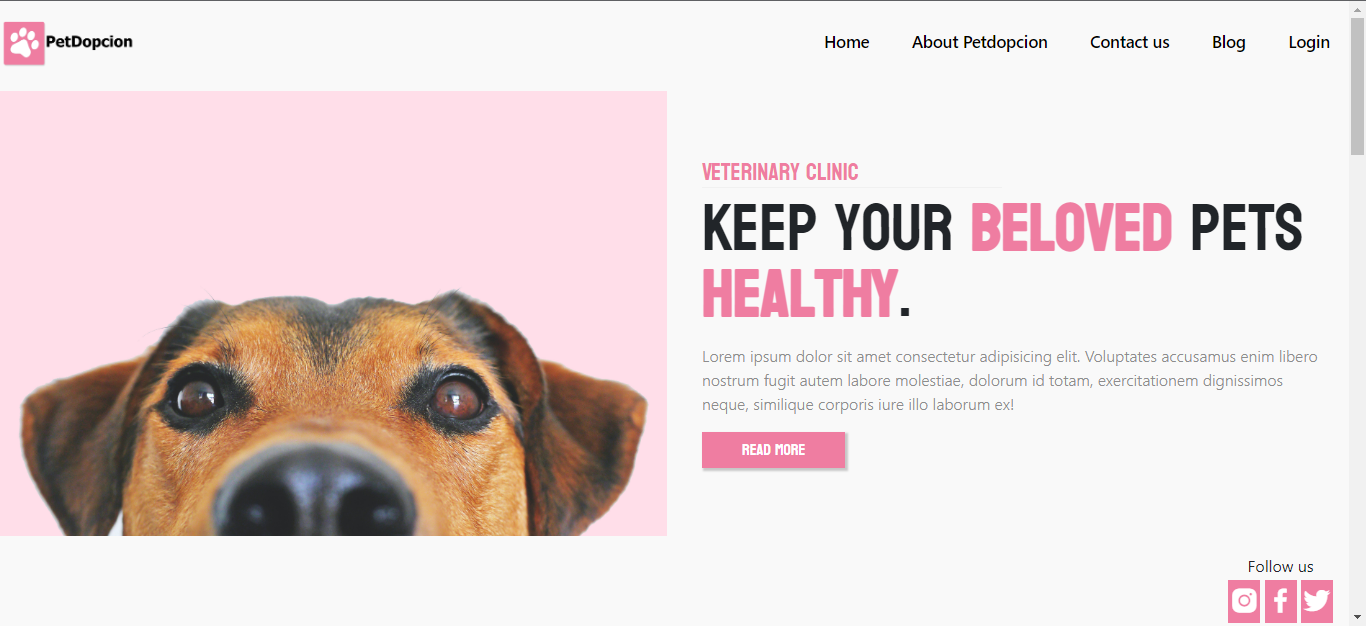 PetDopcion
Home About Petdopcion Contact us Blog Login
VETERINARY CLINIC
KEEP YOUR BELOVED PETS
HEALTHY.
Lorem ipsum dolor sit amet consectetur adipisicing elit. Voluptates accusamus enim libero
nostrum fugit autem labore molestiae, dolorum id totam, exercitationem dignissimos
neque, similique corporis iure illo laborum ex!
READ MORE
Follow us